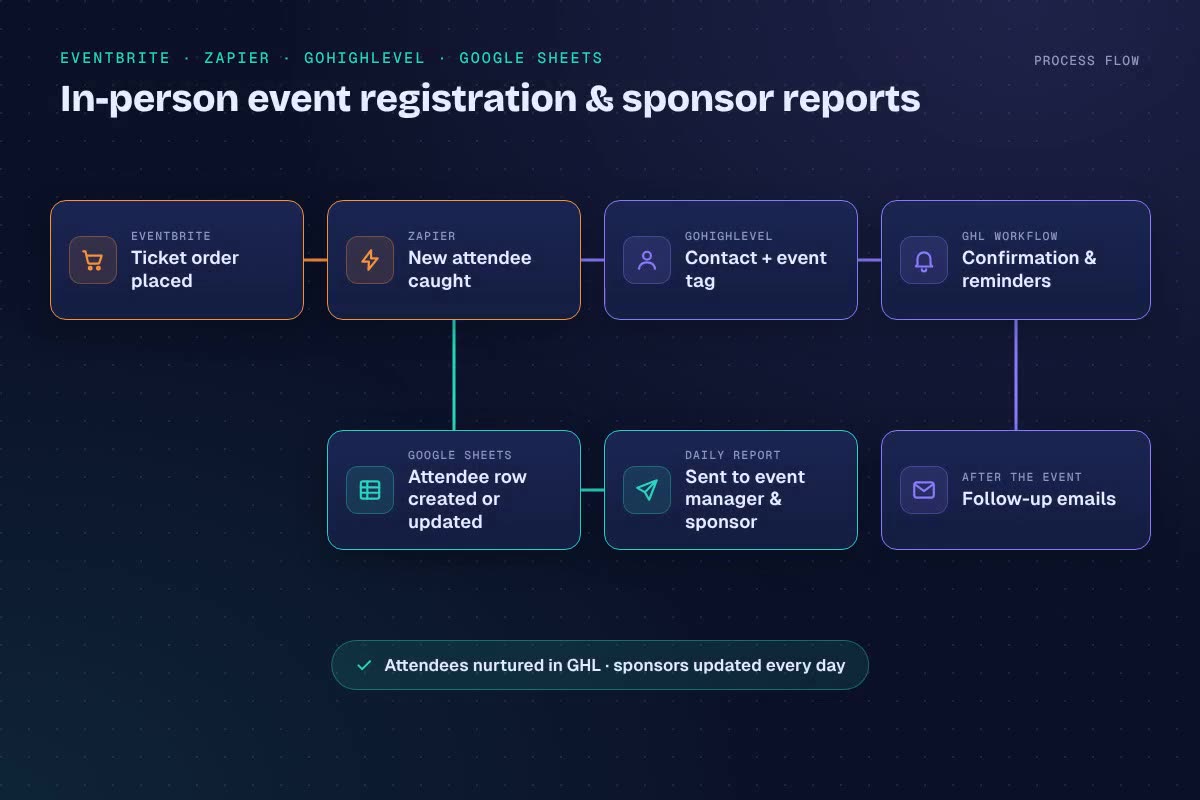 EVENTBRITE · ZAPIER · GOHIGHLEVEL · GOOGLE SHEETS
PROCESS FLOW
In-person event registration & sponsor reports
EVENTBRITE
Ticket order
placed
ZAPIER
New attendee
caught
GOHIGHLEVEL
Contact + event
tag
GHL WORKFLOW
Confirmation &
reminders
GOOGLE SHEETS
Attendee row
created or
updated
DAILY REPORT
Sent to event
manager &
sponsor
AFTER THE EVENT
Follow-up emails
Attendees nurtured in GHL · sponsors updated every day